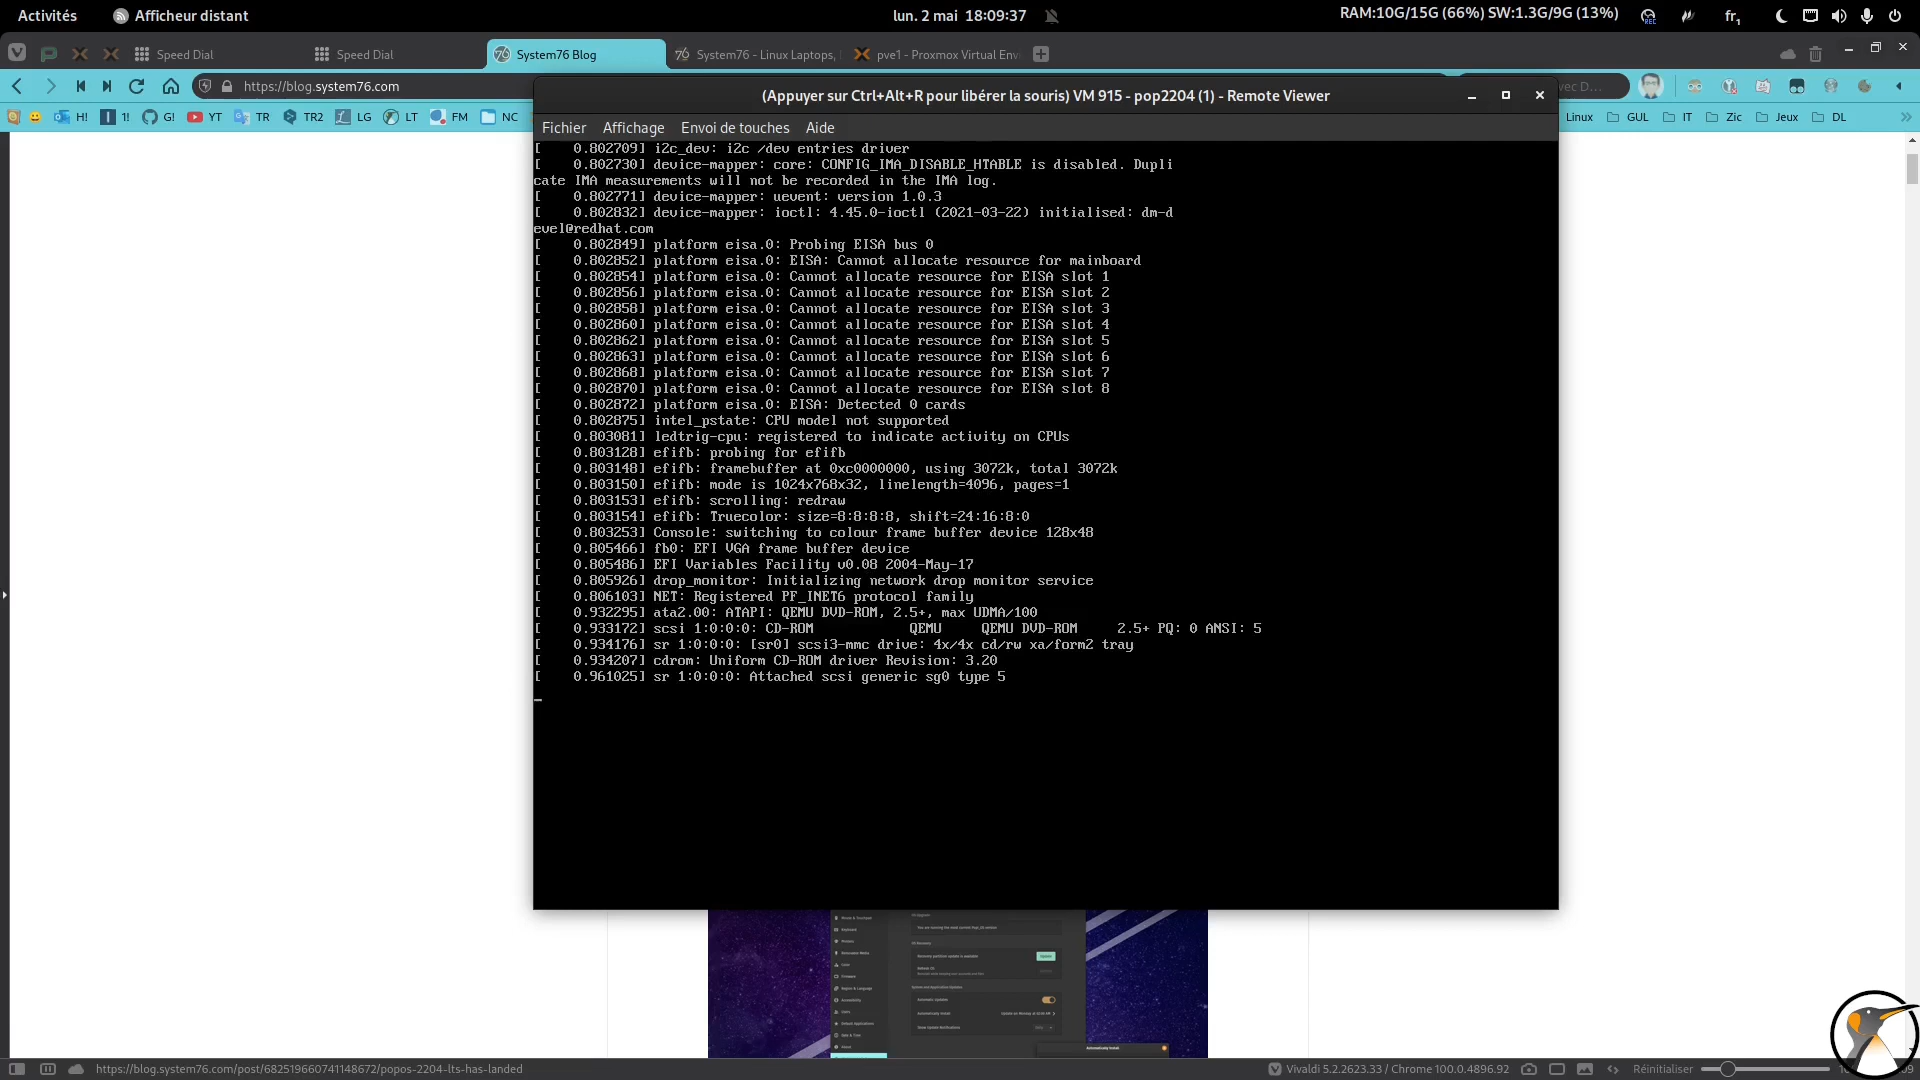 Activités
Afficheur distant
lun. 2 mai 18:09:37
RAM:10G/15G (66%) SW:1.3G/9G (13%)
fr₁
Speed Dial
Speed Dial
System76 Blog
System76 - Linux Laptops,
pve1 - Proxmox Virtual Env
https://blog.system76.com
H!
1!
G!
YT
TR
TR2
LG
LT
FM
NC
Linux
GUL
IT
Zic
Jeux
DL
(Appuyer sur Ctrl+Alt+R pour libérer la souris) VM 915 - pop2204 (1) - Remote Viewer
Fichier Affichage Envoi de touches Aide
[ 0.802709] i2c_dev: i2c /dev entries driver
[ 0.802730] device-mapper: core: CONFIG_IMA_DISABLE_HTABLE is disabled. Dupli
cate IMA measurements will not be recorded in the IMA log.
[ 0.802771] device-mapper: uevent: version 1.0.3
[ 0.802832] device-mapper: ioctl: 4.45.0-ioctl (2021-03-22) initialised: dm-d
evel@redhat.com
[ 0.802849] platform eisa.0: Probing EISA bus 0
[ 0.802852] platform eisa.0: EISA: Cannot allocate resource for mainboard
[ 0.802854] platform eisa.0: Cannot allocate resource for EISA slot 1
[ 0.802856] platform eisa.0: Cannot allocate resource for EISA slot 2
[ 0.802858] platform eisa.0: Cannot allocate resource for EISA slot 3
[ 0.802860] platform eisa.0: Cannot allocate resource for EISA slot 4
[ 0.802862] platform eisa.0: Cannot allocate resource for EISA slot 5
[ 0.802863] platform eisa.0: Cannot allocate resource for EISA slot 6
[ 0.802868] platform eisa.0: Cannot allocate resource for EISA slot 7
[ 0.802870] platform eisa.0: Cannot allocate resource for EISA slot 8
[ 0.802872] platform eisa.0: EISA: Detected 0 cards
[ 0.802875] intel_pstate: CPU model not supported
[ 0.803081] ledtrig-cpu: registered to indicate activity on CPUs
[ 0.803128] efifb: probing for efifb
[ 0.803148] efifb: framebuffer at 0xc0000000, using 3072k, total 3072k
[ 0.803150] efifb: mode is 1024x768x32, linelength=4096, pages=1
[ 0.803153] efifb: scrolling: redraw
[ 0.803154] efifb: Truecolor: size=8:8:8:8, shift=24:16:8:0
[ 0.803253] Console: switching to colour frame buffer device 128x48
[ 0.805466] fb0: EFI VGA frame buffer device
[ 0.805486] EFI Variables Facility v0.08 2004-May-17
[ 0.805926] drop_monitor: Initializing network drop monitor service
[ 0.806103] NET: Registered PF_INET6 protocol family
[ 0.932295] ata2.00: ATAPI: QEMU DVD-ROM, 2.5+, max UDMA/100
[ 0.933172] scsi 1:0:0:0: CD-ROM QEMU QEMU DVD-ROM 2.5+ PQ: 0 ANSI: 5
[ 0.934176] sr 1:0:0:0: [sr0] scsi3-mmc drive: 4x/4x cd/rw xa/form2 tray
[ 0.934207] cdrom: Uniform CD-ROM driver Revision: 3.20
[ 0.961025] sr 1:0:0:0: Attached scsi generic sg0 type 5
https://blog.system76.com/post/682519660741148672/popos-2204-lts-has-landed
Vivaldi 5.2.2623.33 / Chrome 100.0.4896.92
Réinitialiser